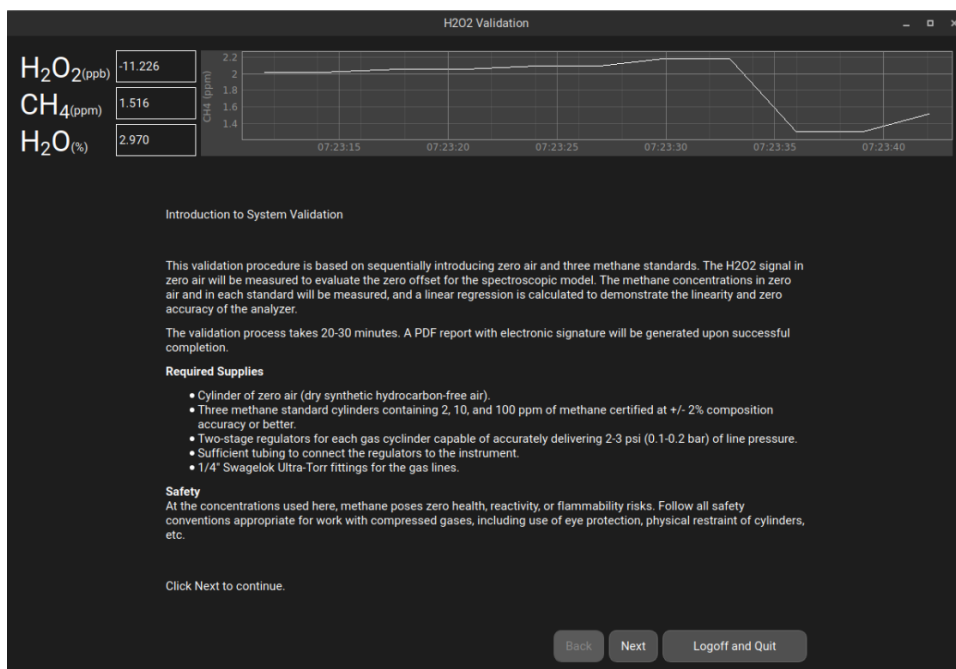 H2O2 Validation
H2O2(ppb) -11.226
CH4(ppm) 1.516
H2O(%) 2.970
CH4 (ppm)
2.2
2
1.8
1.6
1.4
07:23:15 07:23:20 07:23:25 07:23:30 07:23:35 07:23:40
Introduction to System Validation
This validation procedure is based on sequentially introducing zero air and three methane standards. The H2O2 signal in
zero air will be measured to evaluate the zero offset for the spectroscopic model. The methane concentrations in zero
air and in each standard will be measured, and a linear regression is calculated to demonstrate the linearity and zero
accuracy of the analyzer.
The validation process takes 20-30 minutes. A PDF report with electronic signature will be generated upon successful
completion.
Required Supplies
● Cylinder of zero air (dry synthetic hydrocarbon-free air).
● Three methane standard cylinders containing 2, 10, and 100 ppm of methane certified at +/- 2% composition
accuracy or better.
● Two-stage regulators for each gas cyclinder capable of accurately delivering 2-3 psi (0.1-0.2 bar) of line pressure.
● Sufficient tubing to connect the regulators to the instrument.
● 1/4" Swagelok Ultra-Torr fittings for the gas lines.
Safety
At the concentrations used here, methane poses zero health, reactivity, or flammability risks. Follow all safety
conventions appropriate for work with compressed gases, including use of eye protection, physical restraint of cylinders,
etc.
Click Next to continue.
Back Next Logoff and Quit